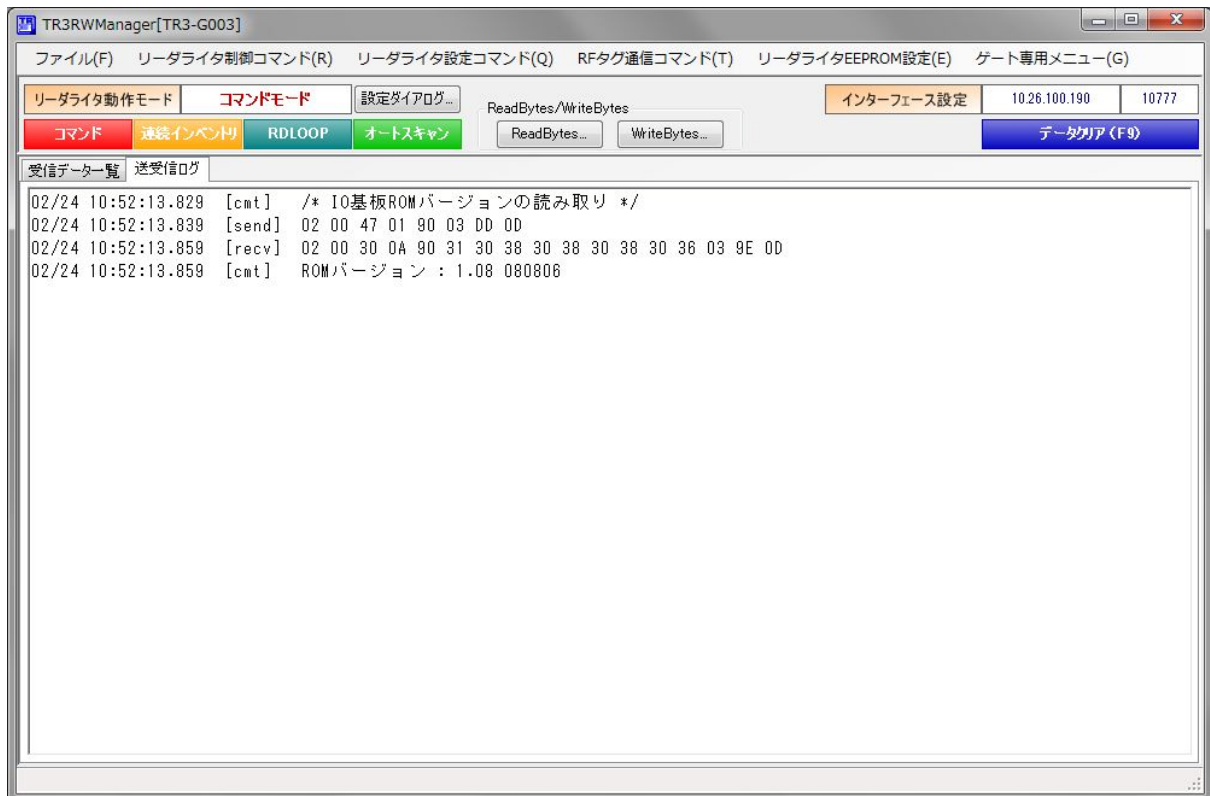 TR3RWManager[TR3-G003]
ファイル(F) リーダライタ制御コマンド(R) リーダライタ設定コマンド(Q) RFタグ通信コマンド(T) リーダライタEEPROM設定(E) ゲート専用メニュー(G)
リーダライタ動作モード コマンドモード 設定ダイアログ... ReadBytes/WriteBytes インターフェース設定 10.26.100.190 10777
コマンド 連続インベントリ RDLOOP オートスキャン ReadBytes... WriteBytes... データクリア (F9)
受信データ一覧 送受信ログ
02/24 10:52:13.829 [cmt] /* IO基板ROMバージョンの読み取り */
02/24 10:52:13.839 [send] 02 00 47 01 90 03 DD 0D
02/24 10:52:13.859 [recv] 02 00 30 0A 90 31 30 38 30 38 30 38 30 36 03 9E 0D
02/24 10:52:13.859 [cmt] ROMバージョン : 1.08 080806